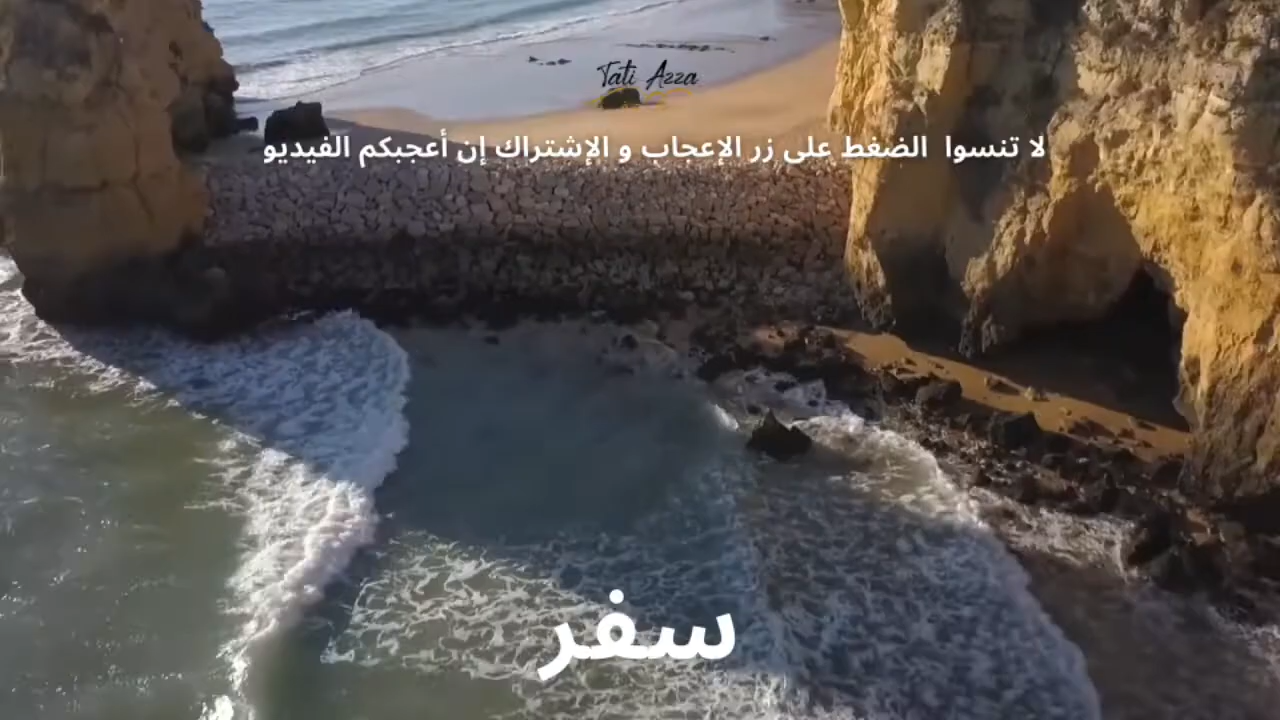 Tati Azza
لا تنسوا الضغط على زر الإعجاب و الإشتراك إن أعجبكم الفيديو
سفر